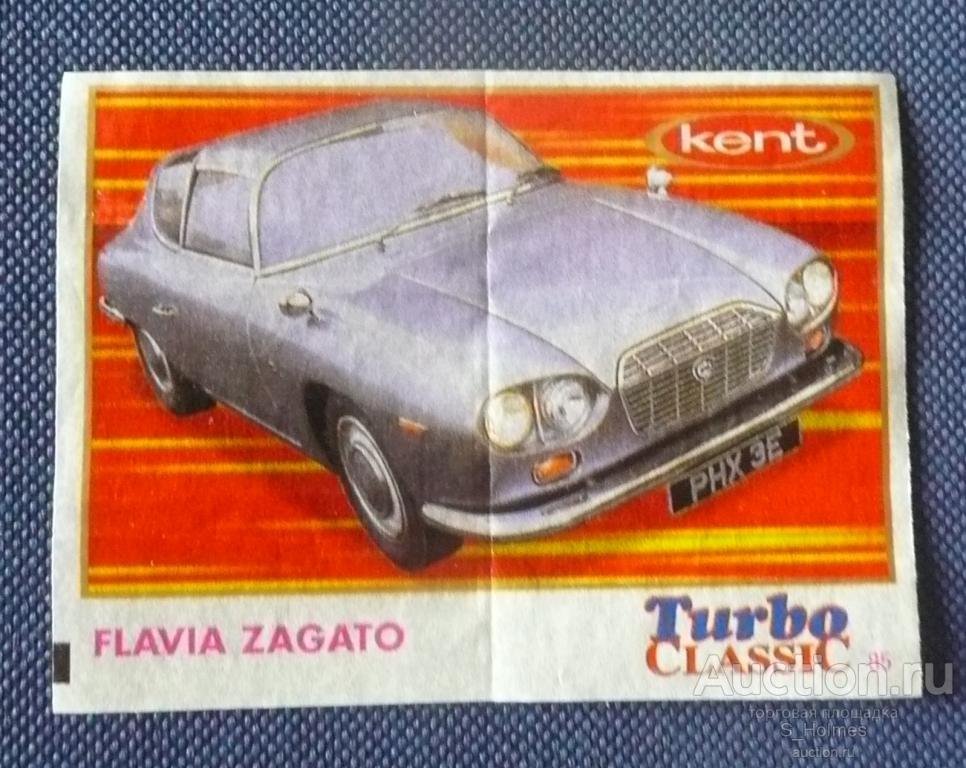 kent
PHX 3E
FLAVIA ZAGATO
Turbo
CLASSIC
85
Auction.ru
торговая площадка
S_Holmes
auction.ru